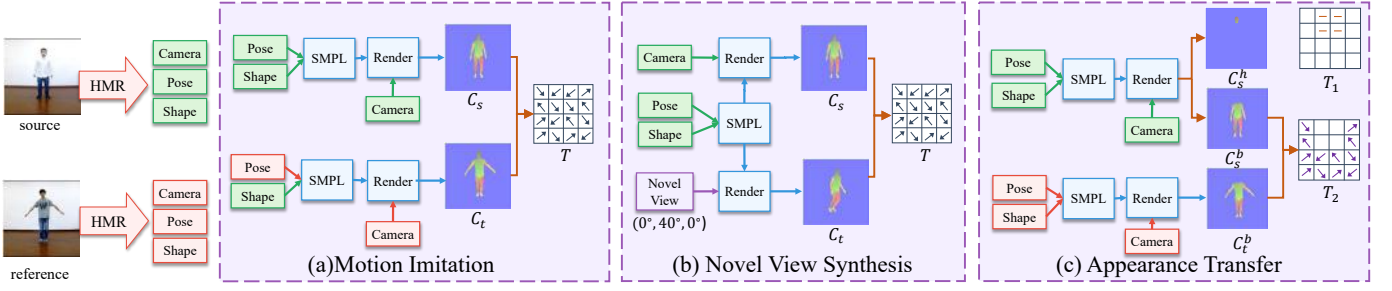 source
HMR
Camera
Pose
Shape
reference
HMR
Camera
Pose
Shape
Pose
Shape
SMPL
Render
Camera
C_s
Pose
Shape
SMPL
Render
Camera
C_t
T
(a)Motion Imitation
Camera
Render
C_s
Pose
Shape
SMPL
Novel
View
(0°, 40°, 0°)
Render
C_t
T
(b) Novel View Synthesis
Pose
Shape
SMPL
Render
Camera
C_s^h
C_s^b
T_1
Pose
Shape
SMPL
Render
Camera
C_t^b
T_2
(c) Appearance Transfer